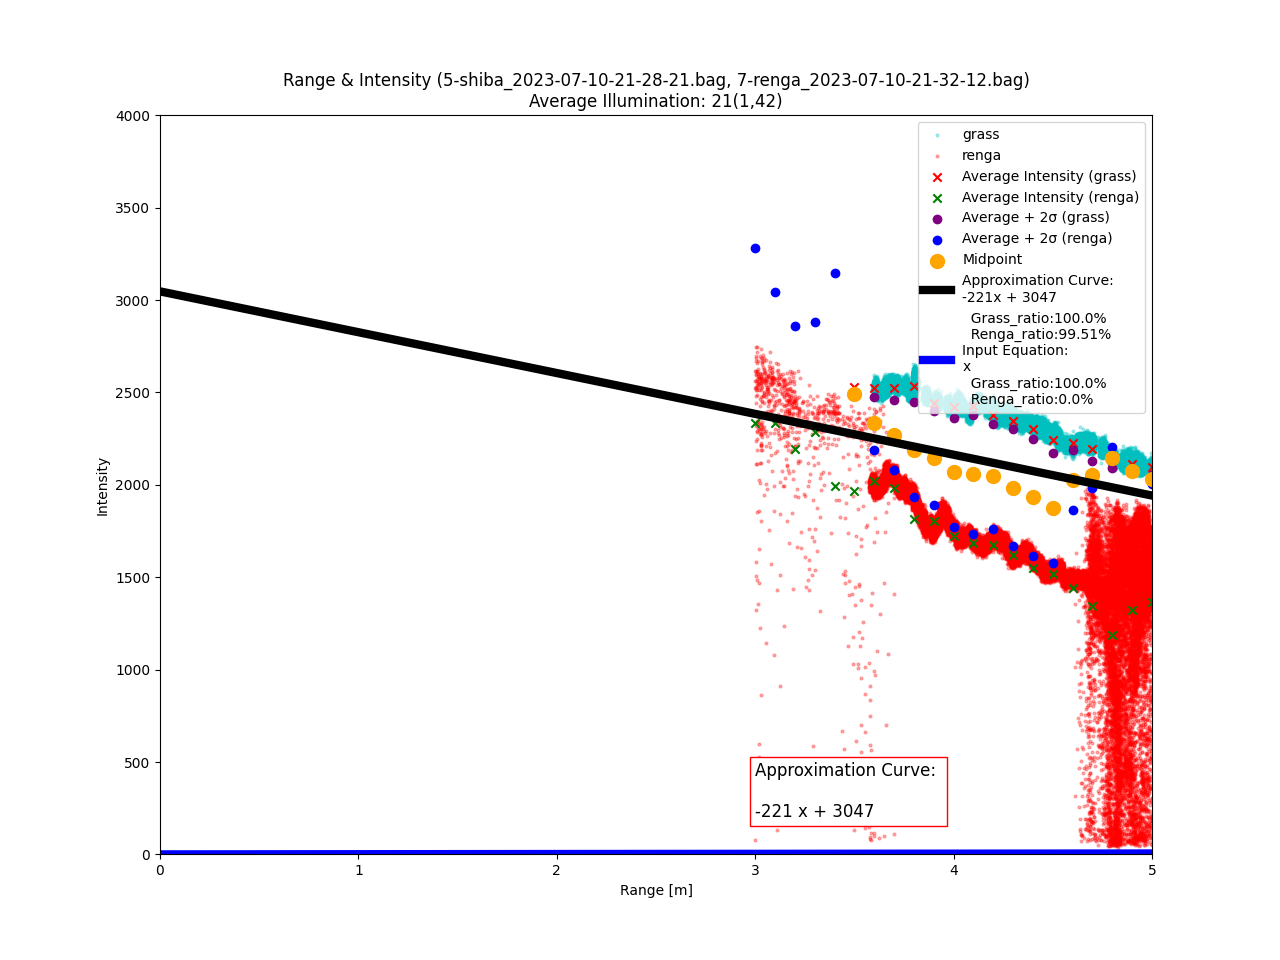 Range & Intensity (5-shiba_2023-07-10-21-28-21.bag, 7-renga_2023-07-10-21-32-12.bag)
Average Illumination: 21(1,42)
4000
3500
3000
2500
2000
1500
1000
500
0
Intensity
grass
renga
Average Intensity (grass)
Average Intensity (renga)
Average + 2σ (grass)
Average + 2σ (renga)
Midpoint
Approximation Curve:
-221x + 3047
Grass_ratio:100.0%
Renga_ratio:99.51%
Input Equation:
x
Grass_ratio:100.0%
Renga_ratio:0.0%
Approximation Curve:
-221 x + 3047
0
1
2
3
4
5
Range [m]